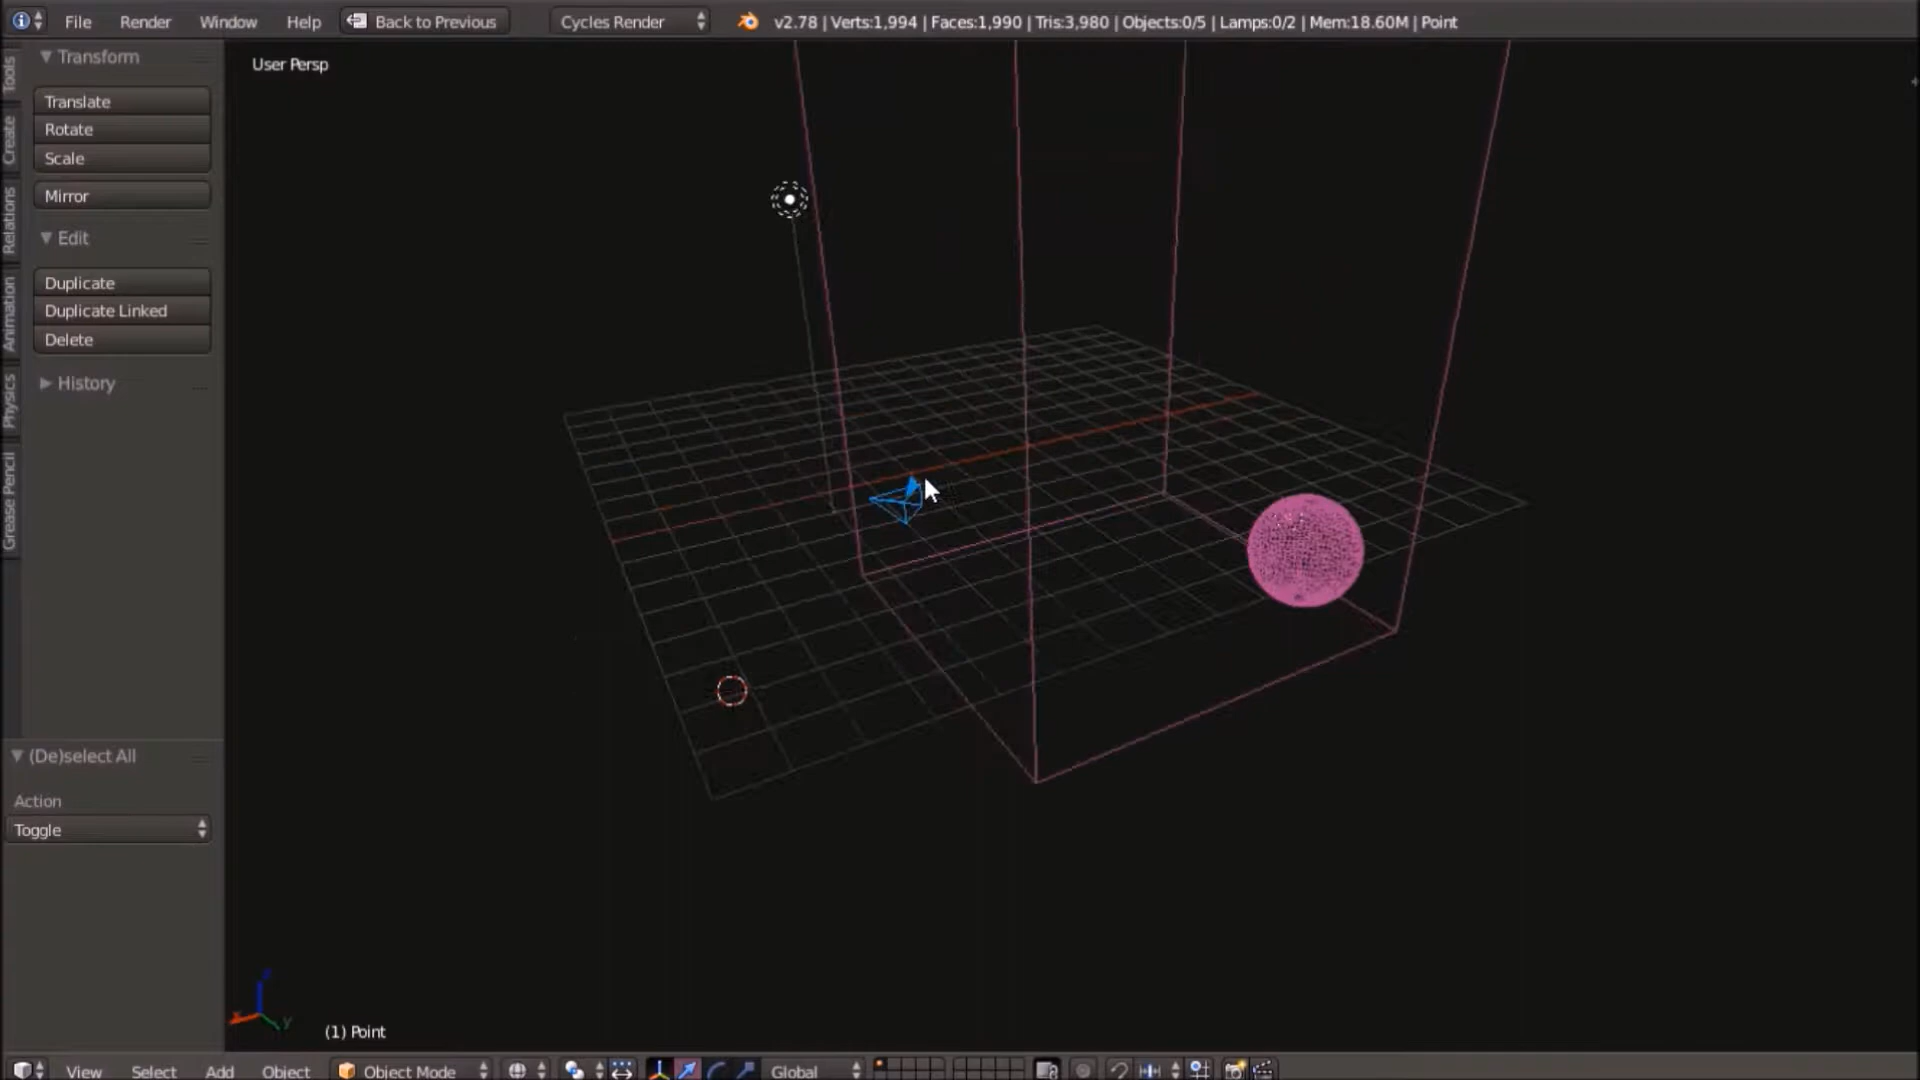 File Render Window Help Back to Previous Cycles Render v2.78 | Verts:1,994 | Faces:1,990 | Tris:3,980 | Objects:0/5 | Lamps:0/2 | Mem:18.60M | Point
Tools
Create
Relations
Animation
Physics
Grease Pencil
Transform
Translate
Rotate
Scale
Mirror
Edit
Duplicate
Duplicate Linked
Delete
History
(De)select All
Action
Toggle
User Persp
(1) Point
View Select Add Object Object Mode Global